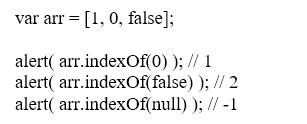 var arr = [1, 0, false];
alert( arr.indexOf(0) ); // 1
alert( arr.indexOf(false) ); // 2
alert( arr.indexOf(null) ); // -1